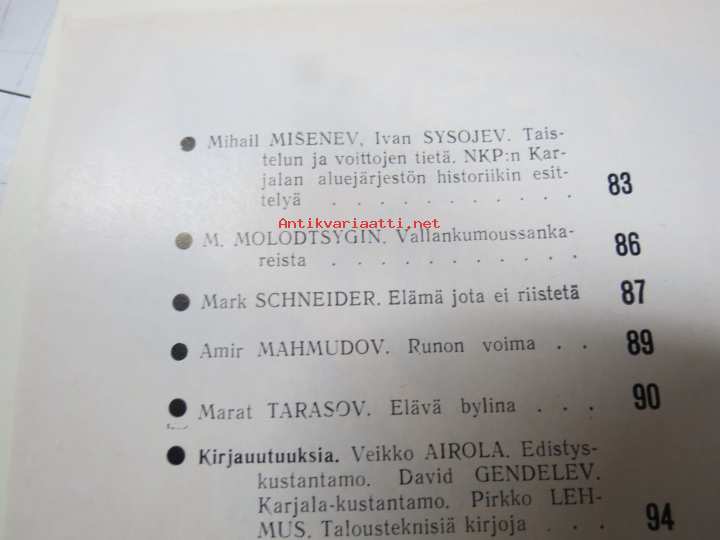 Mihail MIŠENEV, Ivan SYSOJEV. Tais-
telun ja voittojen tietä. NKP:n Kar-
jalan aluejärjestön historiikin esit-
telyä . . . . . . . . . . . 83
Antikvariaatti.net
M. MOLODTSYGIN. Vallankumoussanka-
reista . . . . . . . . . . . 86
Mark SCHNEIDER. Elämä jota ei riistetä 87
Amir MAHMUDOV. Runon voima . . 89
Marat TARASOV. Elävä bylina . . . 90
Kirjauutuuksia. Veikko AIROLA. Edistys-
kustantamo. David GENDELEV.
Karjala-kustantamo. Pirkko LEH-
MUS. Talousteknisiä kirjoja . . . 94